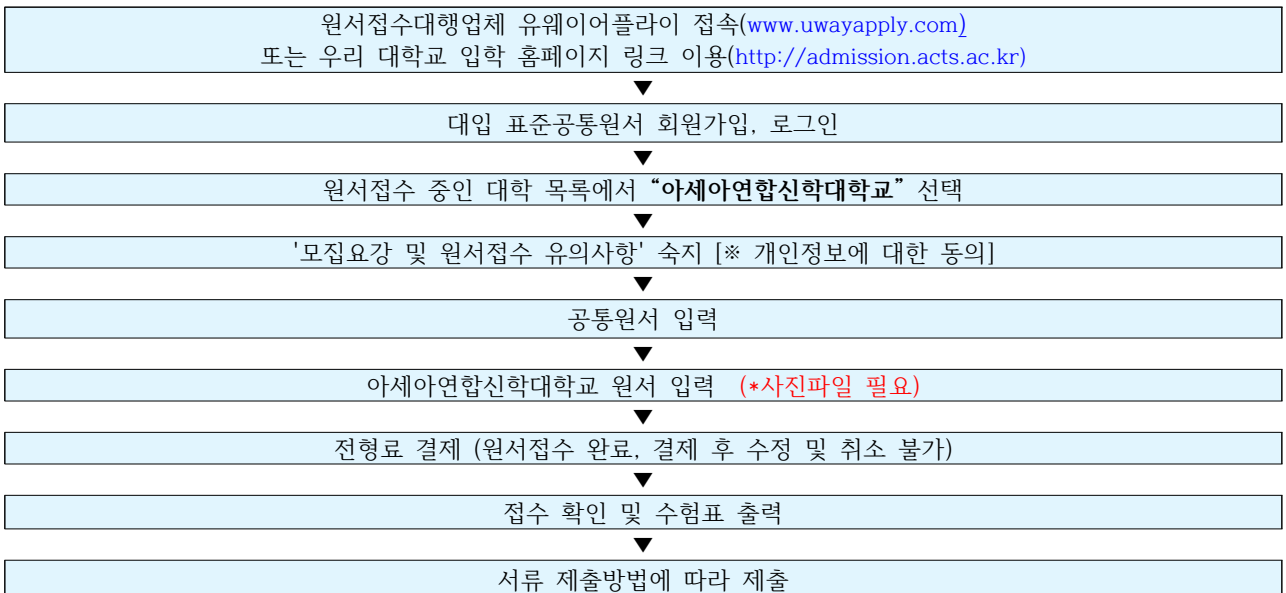 원서접수대행업체 유웨이어플라이 접속(www.uwayapply.com)
또는 우리 대학교 입학 홈페이지 링크 이용(http://admission.acts.ac.kr)
▼
대입 표준공통원서 회원가입, 로그인
▼
원서접수 중인 대학 목록에서 “아세아연합신학대학교” 선택
▼
'모집요강 및 원서접수 유의사항' 숙지 [※ 개인정보에 대한 동의]
▼
공통원서 입력
▼
아세아연합신학대학교 원서 입력 (*사진파일 필요)
▼
전형료 결제 (원서접수 완료, 결제 후 수정 및 취소 불가)
▼
접수 확인 및 수험표 출력
▼
서류 제출방법에 따라 제출